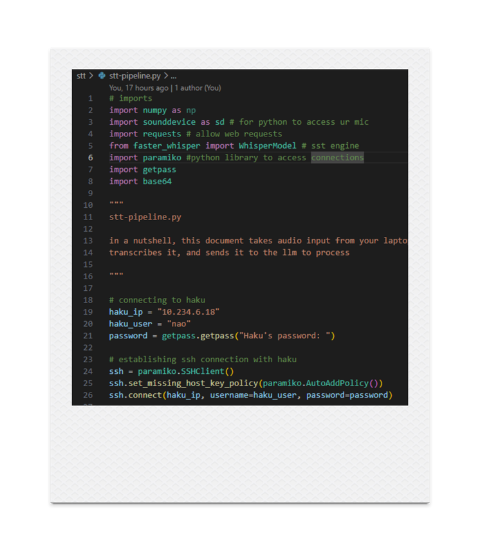 stt > stt-pipeline.py > ...
You, 17 hours ago | 1 author (You)
1 # imports
2 import numpy as np
3 import sounddevice as sd # for python to access ur mic
4 import requests # allow web requests
5 from faster_whisper import WhisperModel # sst engine
6 import paramiko #python library to access connections
7 import getpass
8 import base64
9
10 """
11 stt-pipeline.py
12
13 in a nutshell, this document takes audio input from your lapto
14 transcribes it, and sends it to the llm to process
15
16 """
17
18 # connecting to haku
19 haku_ip = "10.234.6.18"
20 haku_user = "nao"
21 password = getpass.getpass("Haku's password: ")
22
23 # establishing ssh connection with haku
24 ssh = paramiko.SSHClient()
25 ssh.set_missing_host_key_policy(paramiko.AutoAddPolicy())
26 ssh.connect(haku_ip, username=haku_user, password=password)